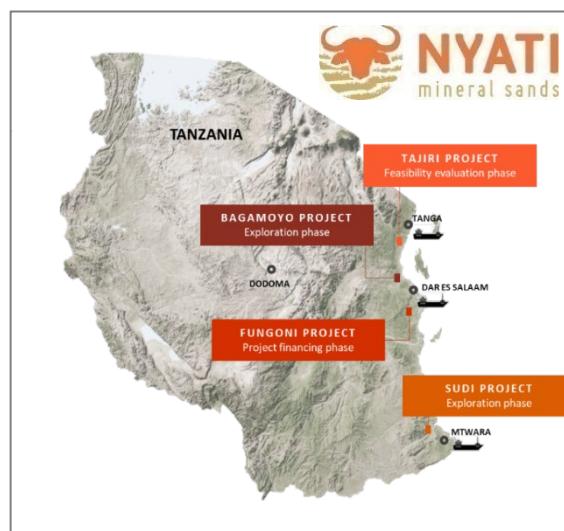 NYATI
mineral sands
TANZANIA
TAJIRI PROJECT
Feasibility evaluation phase
BAGAMOYO PROJECT
Exploration phase
TANGA
DODOMA
DAR ES SALAAM
FUNGONI PROJECT
Project financing phase
SUDI PROJECT
Exploration phase
MTWARA